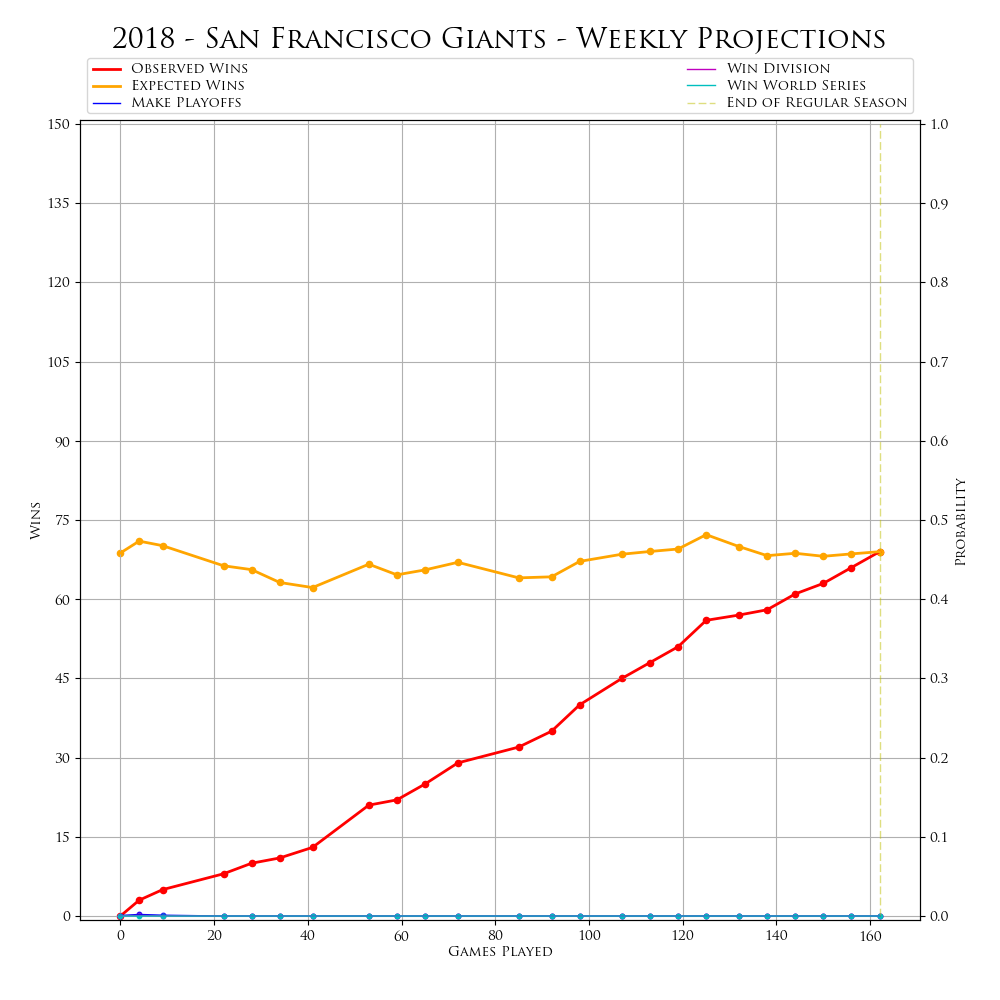 2018 - San Francisco Giants - Weekly Projections
Observed Wins
Expected Wins
Make Playoffs
Win Division
Win World Series
End of Regular Season
150
135
120
105
90
75
60
45
30
15
0
Wins
1.0
0.9
0.8
0.7
0.6
0.5
0.4
0.3
0.2
0.1
0.0
Probability
0 20 40 60 80 100 120 140 160
Games Played